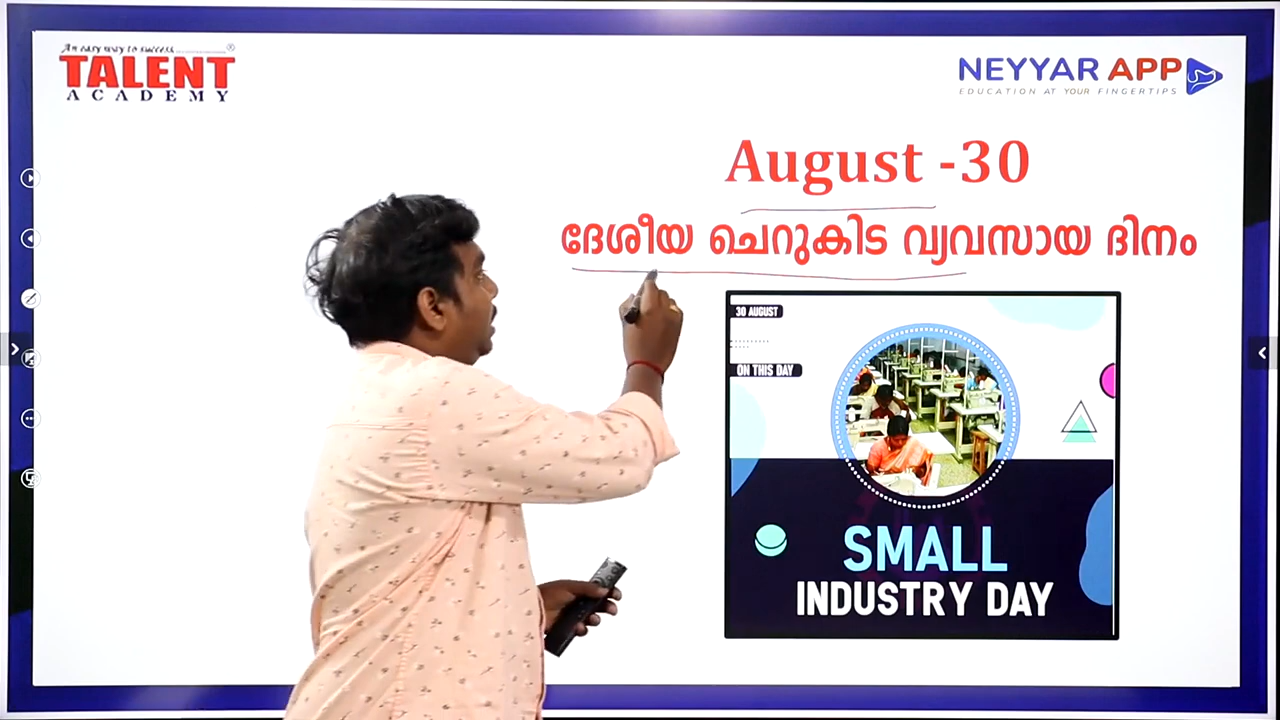 An easy way to success
TALENT
ACADEMY
NEYYAR APP
EDUCATION AT YOUR FINGERTIPS
August -30
ദേശീയ ചെറുകിട വ്യവസായ ദിനം
30 AUGUST
ON THIS DAY
SMALL
INDUSTRY DAY